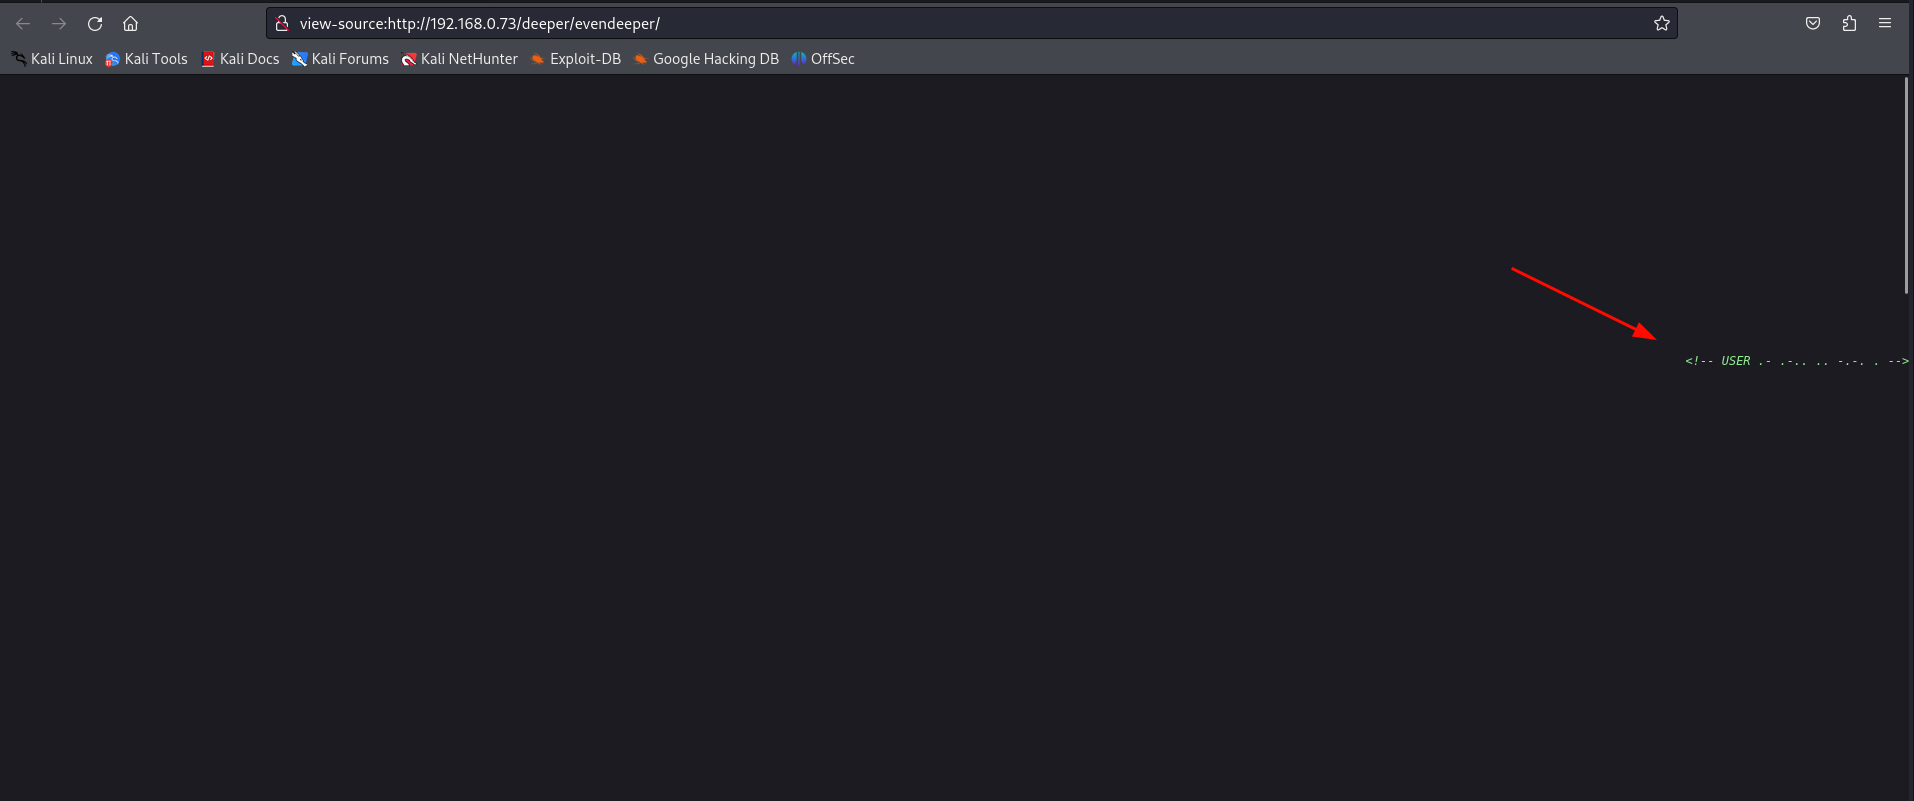 view-source:http://192.168.0.73/deeper/evendeeper/
Kali Linux Kali Tools Kali Docs Kali Forums Kali NetHunter Exploit-DB Google Hacking DB OffSec
<!-- USER .- .-.. .. -.-. . -->